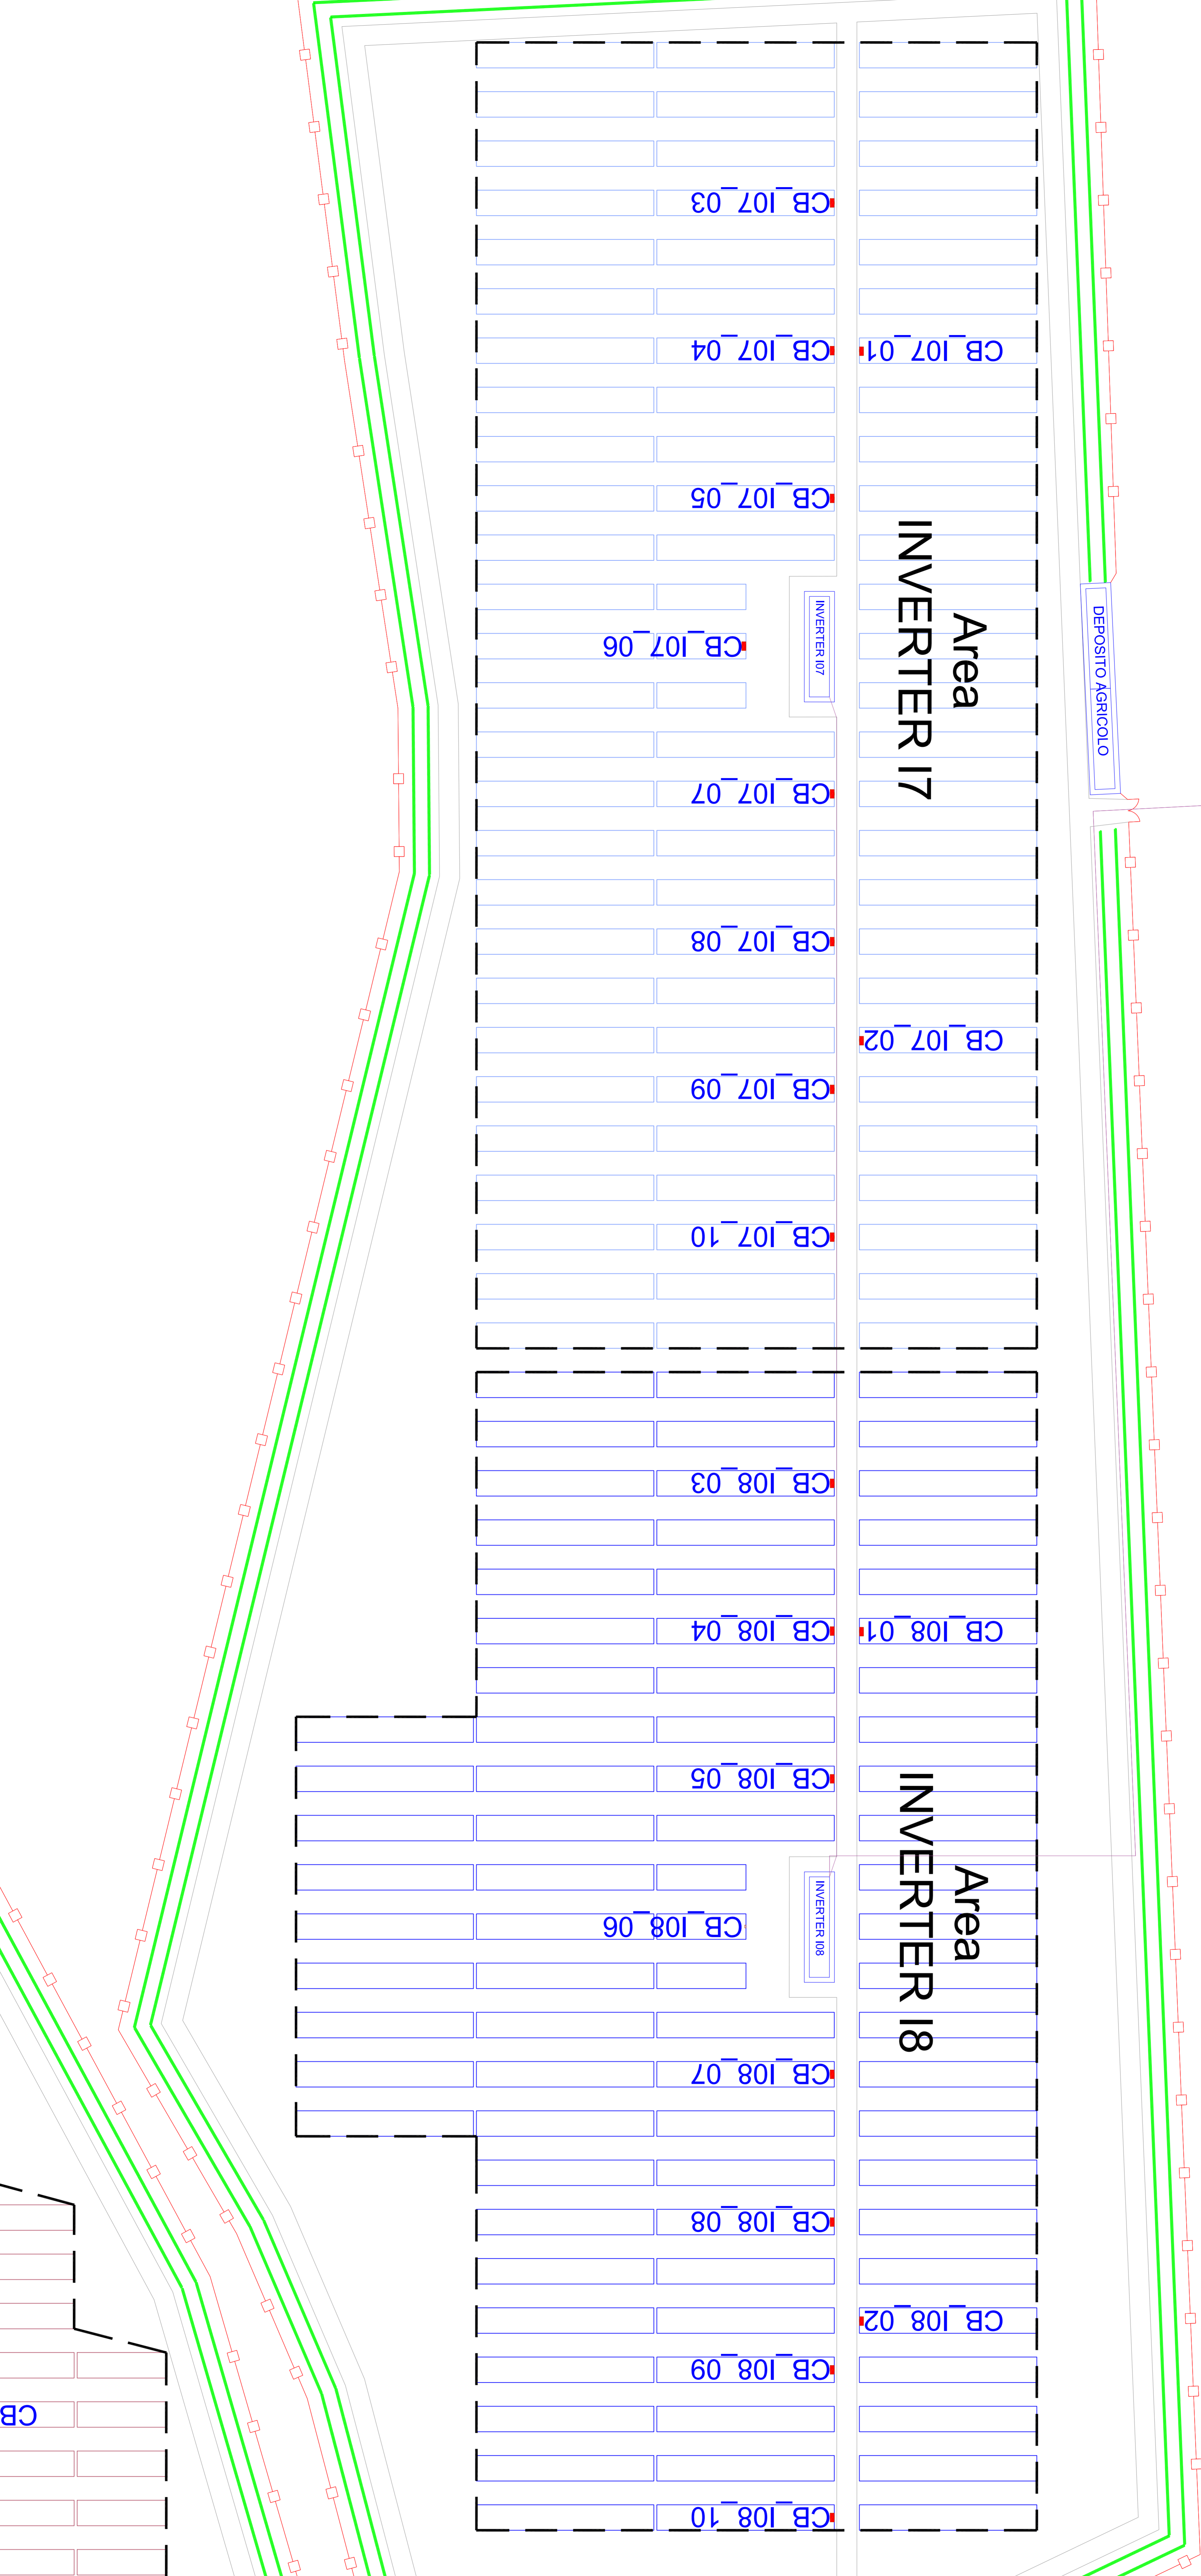 CB_I07_03
CB_I07_04
CB_I07_01
CB_I07_05
Area
INVERTER I7
INVERTER I07
DEPOSITO AGRICOLO
CB_I07_06
CB_I07_07
CB_I07_08
CB_I07_02
CB_I07_09
CB_I07_10
CB_I08_03
CB_I08_04
CB_I08_01
CB_I08_05
Area
INVERTER I8
INVERTER I08
CB_I08_06
CB_I08_07
CB_I08_08
CB_I08_02
CB_I08_09
CB
CB_I08_10